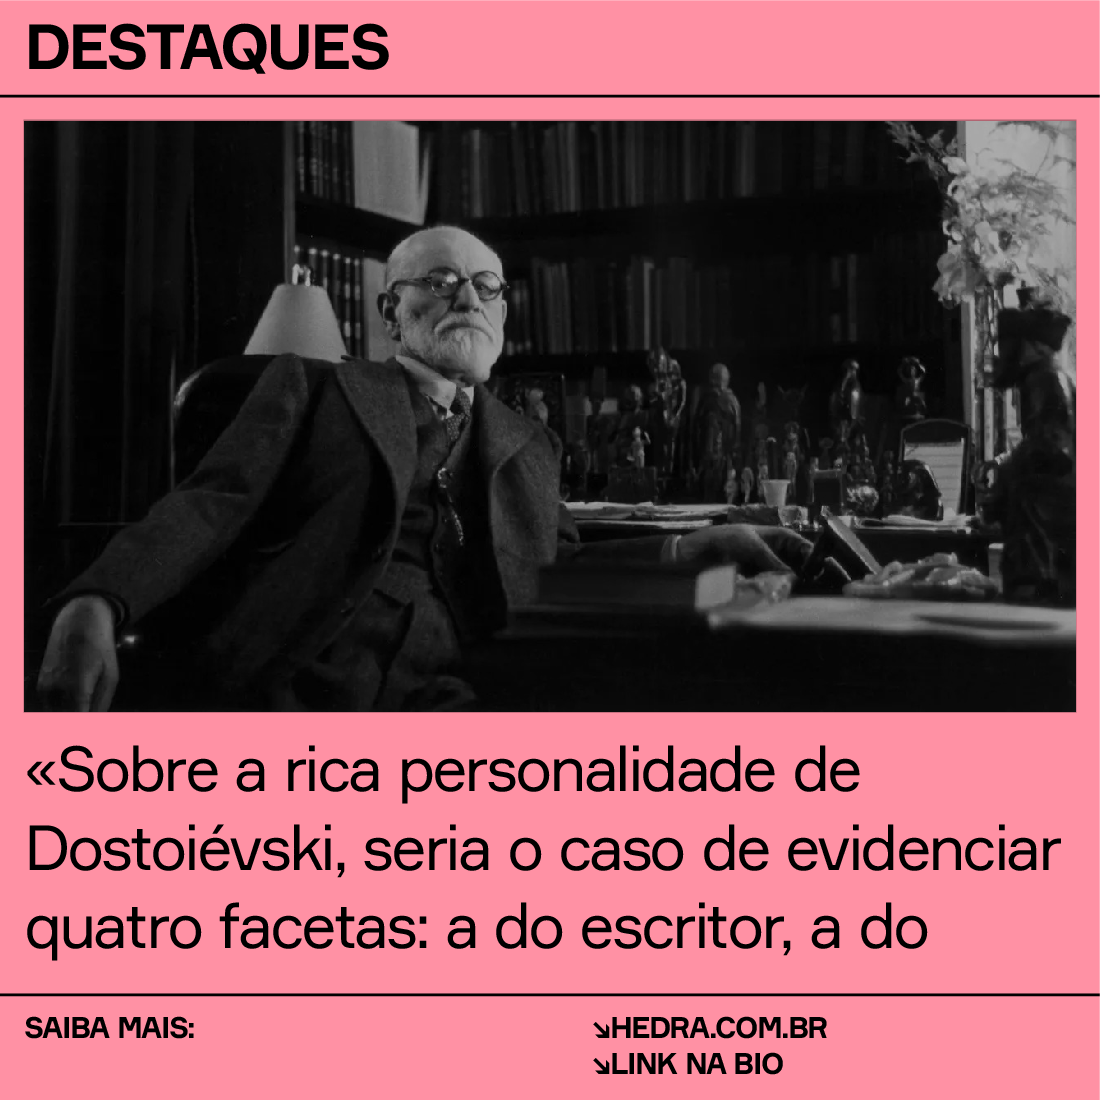 DESTAQUES
«Sobre a rica personalidade de
Dostoiévski, seria o caso de evidenciar
quatro facetas: a do escritor, a do
SAIBA MAIS:
↘HEDRA.COM.BR
↘LINK NA BIO